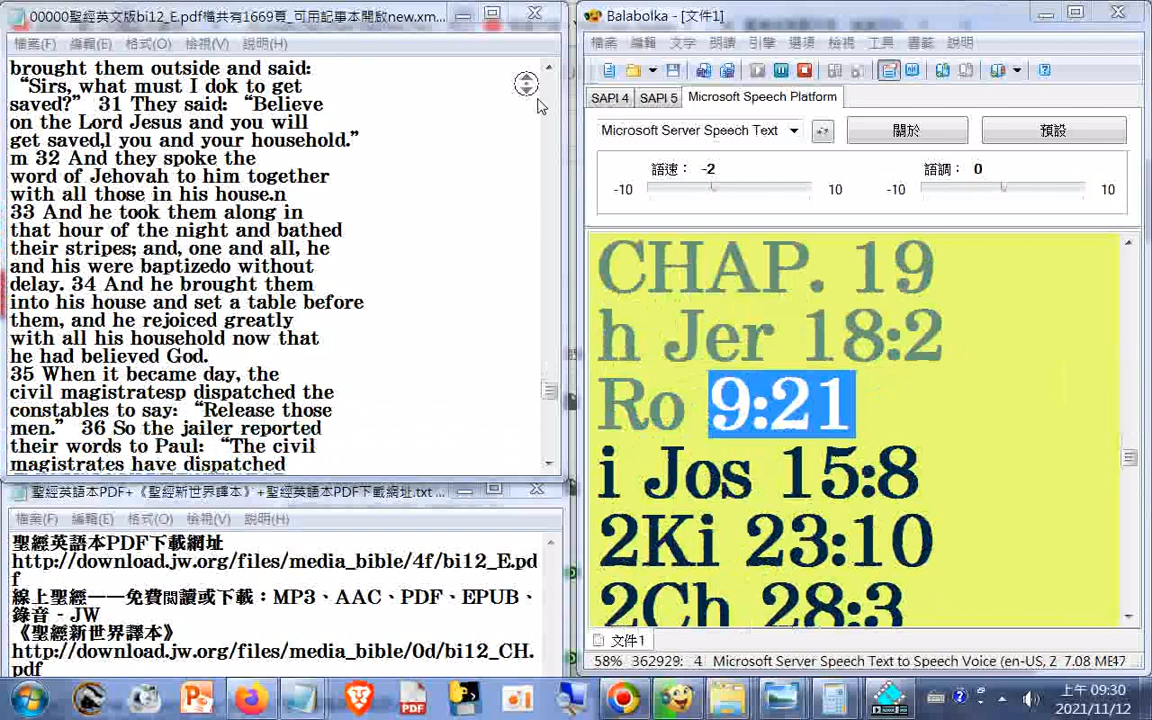 00000聖經英文版bi12_E.pdf檔共有1669頁_可用記事本開啟new.xm...
檔案(F) 編輯(E) 格式(O) 檢視(V) 說明(H)
brought them outside and said:
“Sirs, what must I dok to get
saved?” 31 They said: “Believe
on the Lord Jesus and you will
get saved,l you and your household.”
m 32 And they spoke the
word of Jehovah to him together
with all those in his house.n
33 And he took them along in
that hour of the night and bathed
their stripes; and, one and all, he
and his were baptizedo without
delay. 34 And he brought them
into his house and set a table before
them, and he rejoiced greatly
with all his household now that
he had believed God.
35 When it became day, the
civil magistratesp dispatched the
constables to say: “Release those
men.” 36 So the jailer reported
their words to Paul: “The civil
magistrates have dispatched
聖經英語本PDF+《聖經新世界譯本》+聖經英語本PDF下載網址.txt ...
檔案(F) 編輯(E) 格式(O) 檢視(V) 說明(H)
聖經英語本PDF下載網址
http://download.jw.org/files/media_bible/4f/bi12_E.pd
f
線上聖經——免費閱讀或下載：MP3、AAC、PDF、EPUB、
錄音 - JW
《聖經新世界譯本》
http://download.jw.org/files/media_bible/0d/bi12_CH.
pdf
Balabolka - [文件1]
檔案 編輯 文字 朗讀 引擎 選項 檢視 工具 書籤 說明
SAPI 4 SAPI 5 Microsoft Speech Platform
Microsoft Server Speech Text 關於 預設
語速： -2 語調： 0
-10 10 -10 10
CHAP. 19
h Jer 18:2
Ro 9:21
i Jos 15:8
2Ki 23:10
2Ch 28:3
文件1
58% 362929: 4 Microsoft Server Speech Text to Speech Voice (en-US, Z 7.08 MB
上午 09:30
2021/11/12